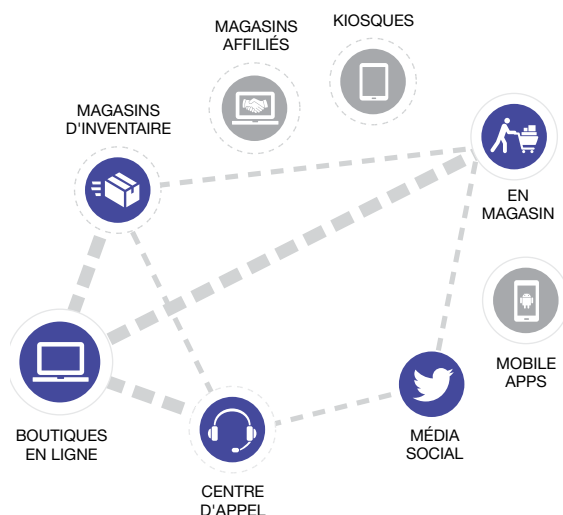 KIOSQUES
MAGASINS
AFFILIÉS
MAGASINS
D'INVENTAIRE
EN
MAGASIN
MOBILE
APPS
BOUTIQUES
EN LIGNE
MÉDIA
SOCIAL
CENTRE
D'APPEL